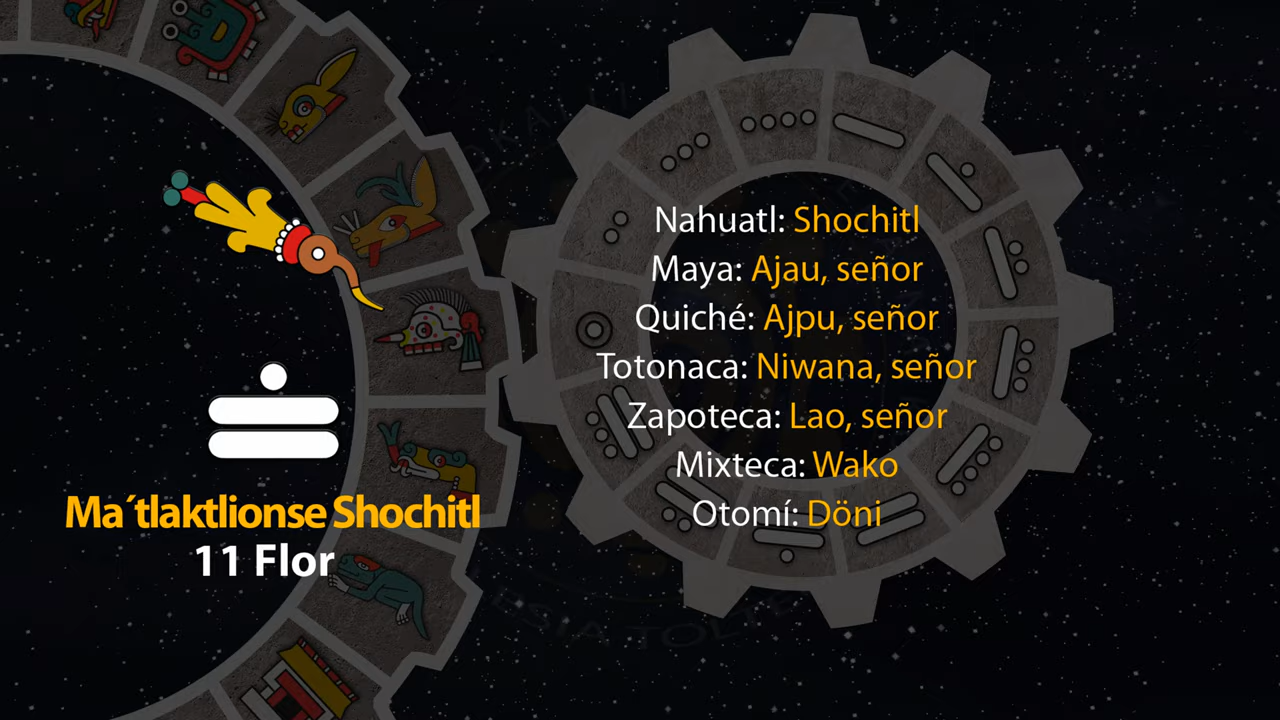 Nahuatl: Shochitl
Maya: Ajau, señor
Quiché: Ajpu, señor
Totonaca: Niwana, señor
Zapoteca: Lao, señor
Mixteca: Wako
Otomí: Döni
Ma´tlaktlionse Shochitl
11 Flor